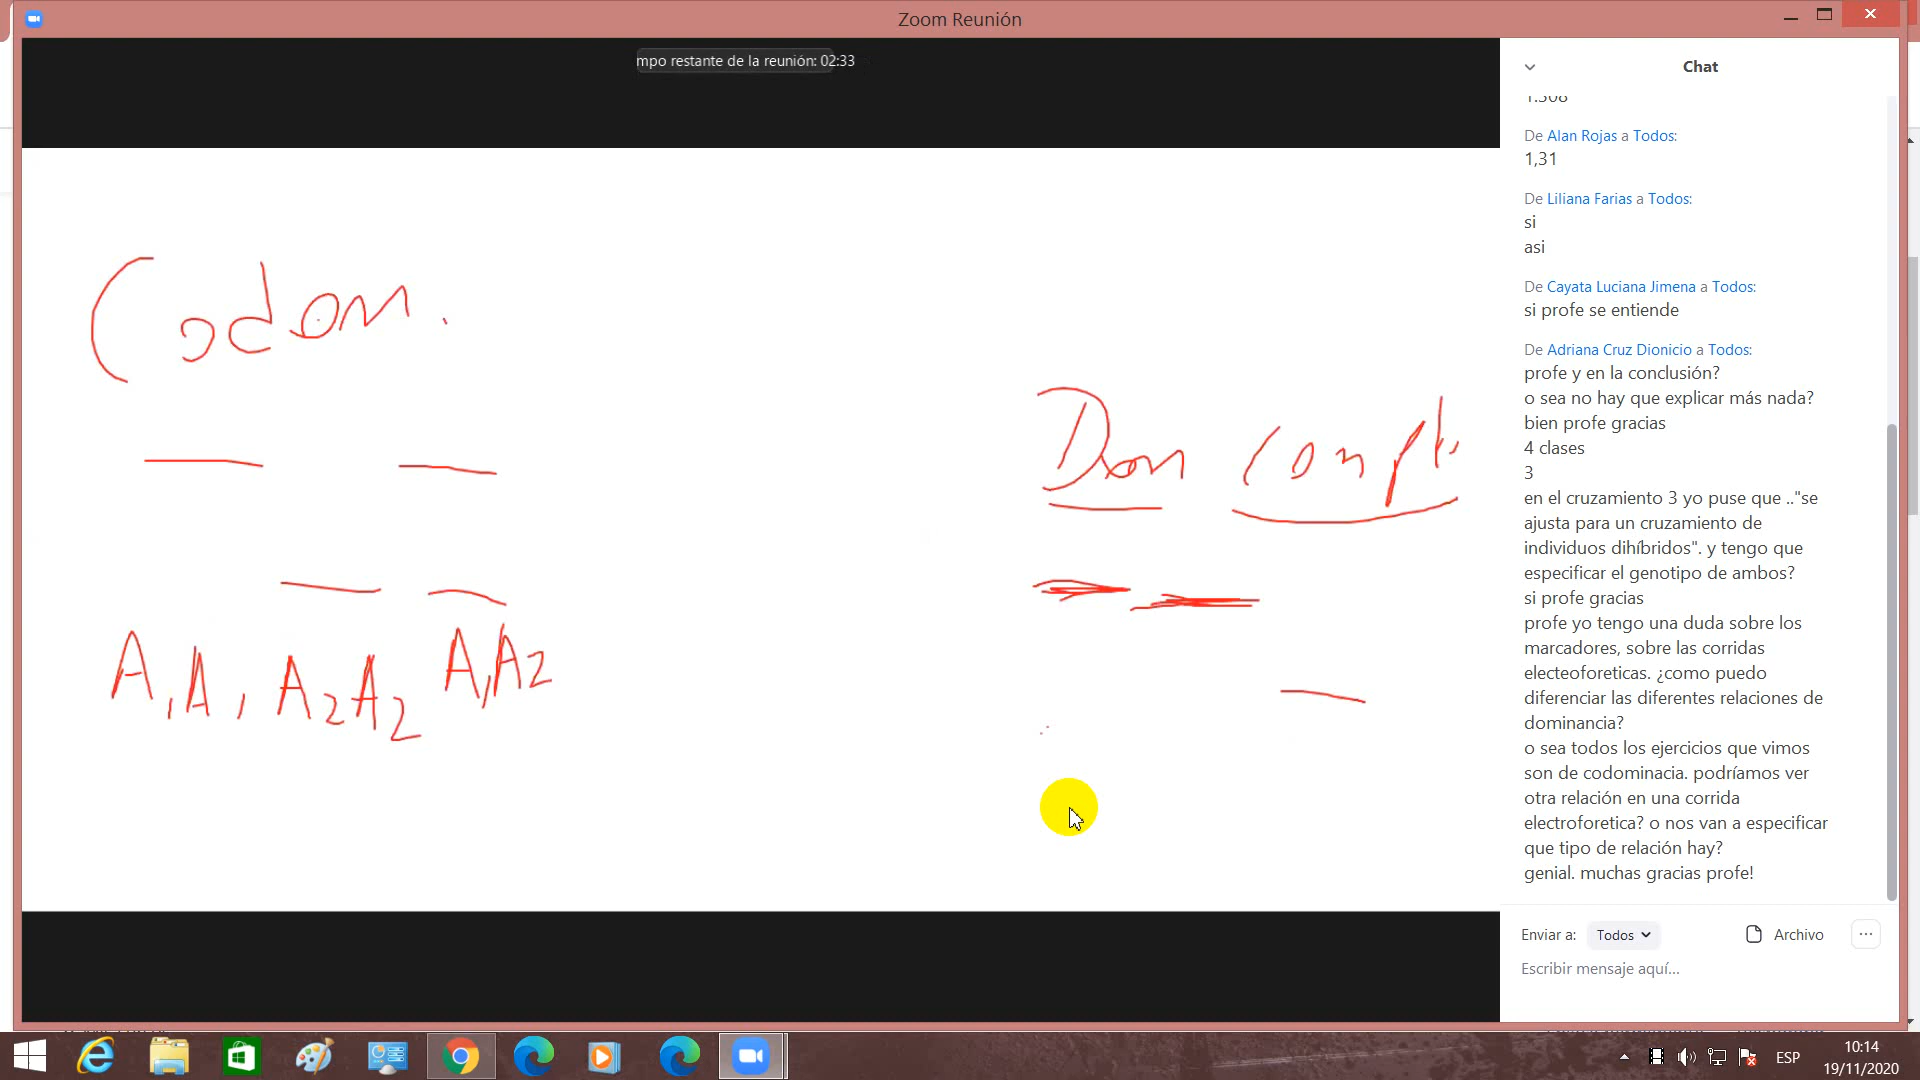 Zoom Reunión
mpo restante de la reunión: 02:33
Codom.
Dom compl.
A1A1 A2A2 A1A2
Chat
1.308
De Alan Rojas a Todos:
1,31
De Liliana Farias a Todos:
si
asi
De Cayata Luciana Jimena a Todos:
si profe se entiende
De Adriana Cruz Dionicio a Todos:
profe y en la conclusión?
o sea no hay que explicar más nada?
bien profe gracias
4 clases
3
en el cruzamiento 3 yo puse que .."se
ajusta para un cruzamiento de
individuos dihíbridos". y tengo que
especificar el genotipo de ambos?
si profe gracias
profe yo tengo una duda sobre los
marcadores, sobre las corridas
electeoforeticas. ¿como puedo
diferenciar las diferentes relaciones de
dominancia?
o sea todos los ejercicios que vimos
son de codominacia. podríamos ver
otra relación en una corrida
electroforetica? o nos van a especificar
que tipo de relación hay?
genial. muchas gracias profe!
Enviar a: Todos Archivo
Escribir mensaje aquí...
ESP
10:14
19/11/2020